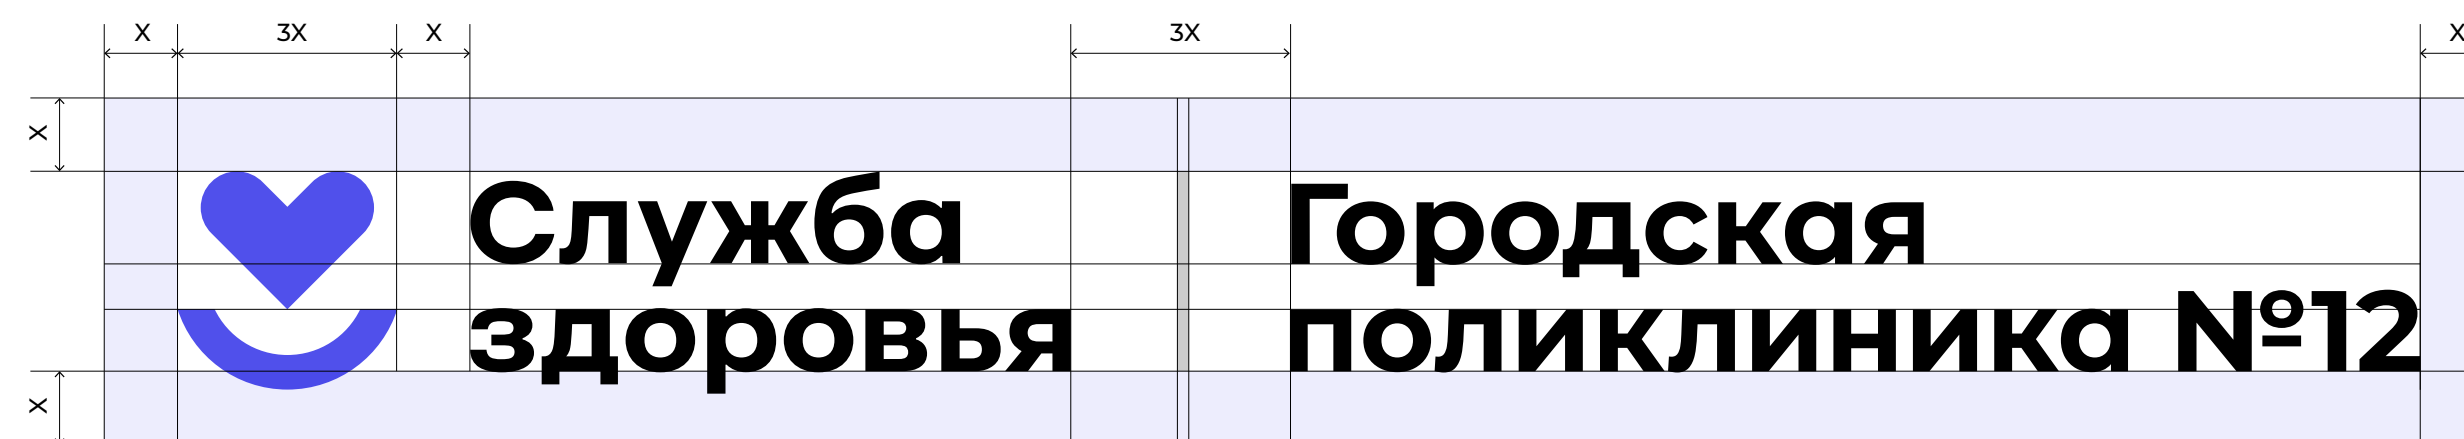 X 3X X 3X X
X
Служба Городская
здоровья поликлиника №12
X